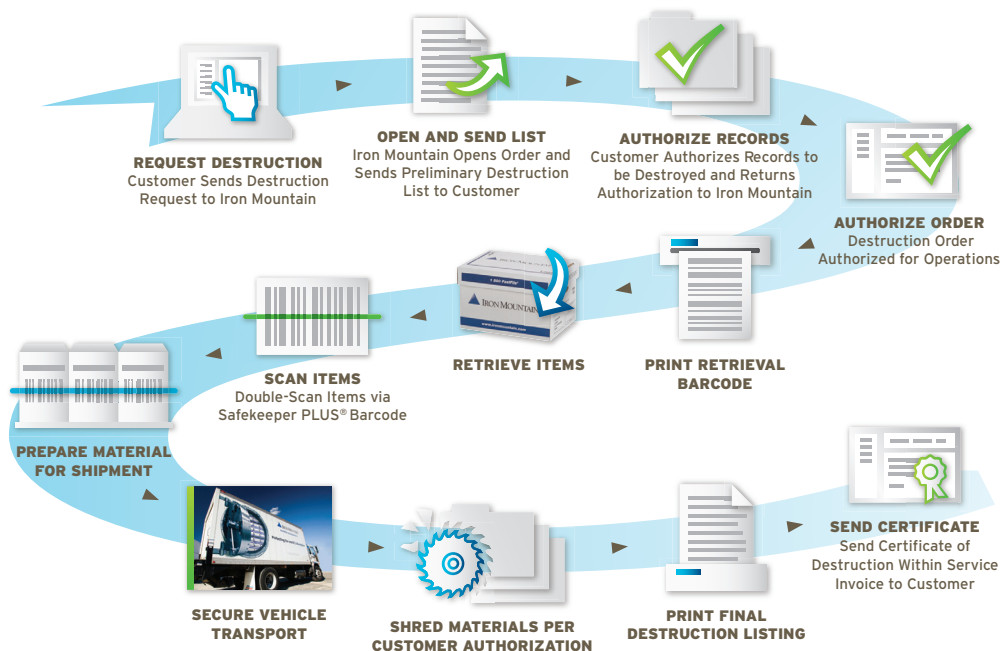 REQUEST DESTRUCTION
Customer Sends Destruction
Request to Iron Mountain
OPEN AND SEND LIST
Iron Mountain Opens Order and
Sends Preliminary Destruction
List to Customer
AUTHORIZE RECORDS
Customer Authorizes Records to
be Destroyed and Returns
Authorization to Iron Mountain
AUTHORIZE ORDER
Destruction Order
Authorized for Operations
PRINT RETRIEVAL
BARCODE
IRON MOUNTAIN
www.ironmountain.com
RETRIEVE ITEMS
SCAN ITEMS
Double-Scan Items via
Safekeeper PLUS® Barcode
PREPARE MATERIAL
FOR SHIPMENT
SECURE VEHICLE
TRANSPORT
SHRED MATERIALS PER
CUSTOMER AUTHORIZATION
PRINT FINAL
DESTRUCTION LISTING
SEND CERTIFICATE
Send Certificate of
Destruction Within Service
Invoice to Customer